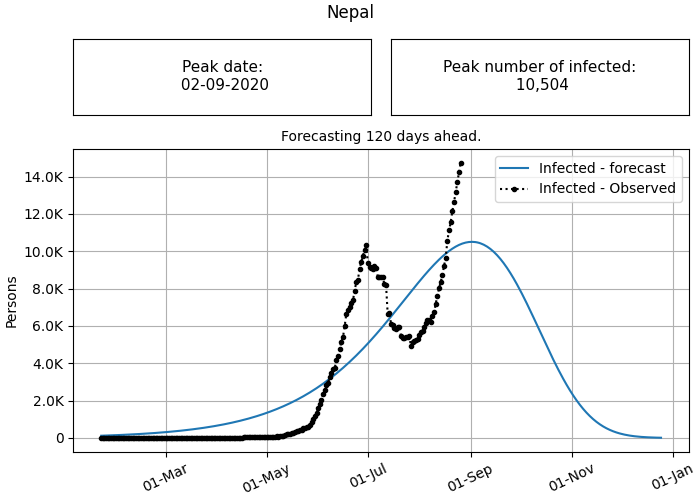 Nepal
Peak date:
02-09-2020
Peak number of infected:
10,504
Forecasting 120 days ahead.
Infected - forecast
Infected - Observed
14.0K
12.0K
10.0K
8.0K
6.0K
4.0K
2.0K
0
Persons
01-Mar
01-May
01-Jul
01-Sep
01-Nov
01-Jan